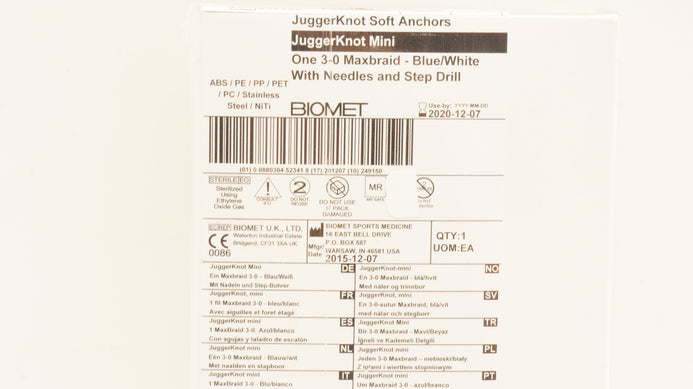 JuggerKnot Soft Anchors
JuggerKnot Mini
One 3-0 Maxbraid - Blue/White
With Needles and Step Drill
ABS / PE / PP / PET
/ PC / Stainless
Steel / NiTi
BIOMET
Use-by: YYYY-MM-DD
2020-12-07
(01) 0 0880304 52341 8 (17) 201207 (10) 249150
STERILE EO
Sterilized
Using
Ethylene
Oxide Gas
CONSULT
IFU
2
DO NOT
REUSE
DO NOT USE
IF PACK
DAMAGED
MR
MR SAFE
EC REP
BIOMET U.K., LTD.
Waterton Industrial Estate
Bridgend, CF31 3XA UK
CE
0086
Mfgr/
Date
BIOMET SPORTS MEDICINE
56 EAST BELL DRIVE
P.O. BOX 587
WARSAW, IN 46581 USA
2015-12-07
QTY:1
UOM:EA
JuggerKnot Mini DE
Ein Maxbraid 3-0 – Blau/Weiß
Mit Nadeln und Step-Bohrer
JuggerKnot-mini NO
En 3-0 Maxbraid - blå/hvit
Med nåler og trinnbor
JuggerKnot, mini FR
1 fil Maxbraid 3-0 - bleu/blanc
Avec aiguilles et foret étagé
JuggerKnot, mini SV
En 3-0-sutur Maxbraid; blå/vit
med nålar och stegborr
JuggerKnot mini ES
1 MaxBraid 3-0; Azul/blanco
Con agujas y taladro de escalón
JuggerKnot Mini TR
Bir 3-0 Maxbraid - Mavi/Beyaz
İğneli ve Kademeli Delgili
JuggerKnot mini NL
Eén 3-0 Maxbraid - Blauw/wit
Met naalden en stapboor
JuggerKnot Mini PL
Jeden 3-0 Maxbraid – niebieski/biały
Z igłami i wiertłem stopniowym
JuggerKnot mini IT
1 MaxBraid 3-0 - Blu/bianco
JuggerKnot mini PT
Um Maxbraid 3-0 - azul/branco